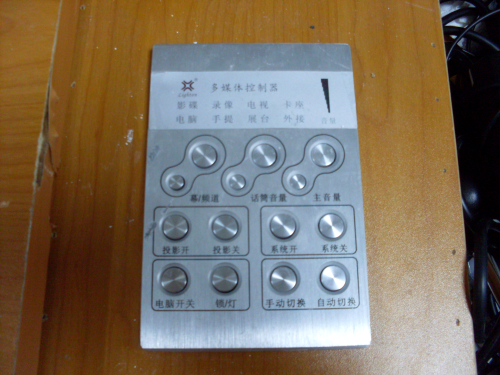 多媒体控制器
影碟 录像 电视 卡座
电脑 手提 展台 外接
音量
幕/频道 话筒音量 主音量
投影开 投影关 系统开 系统关
电脑开关 锁/灯 手动切换 自动切换